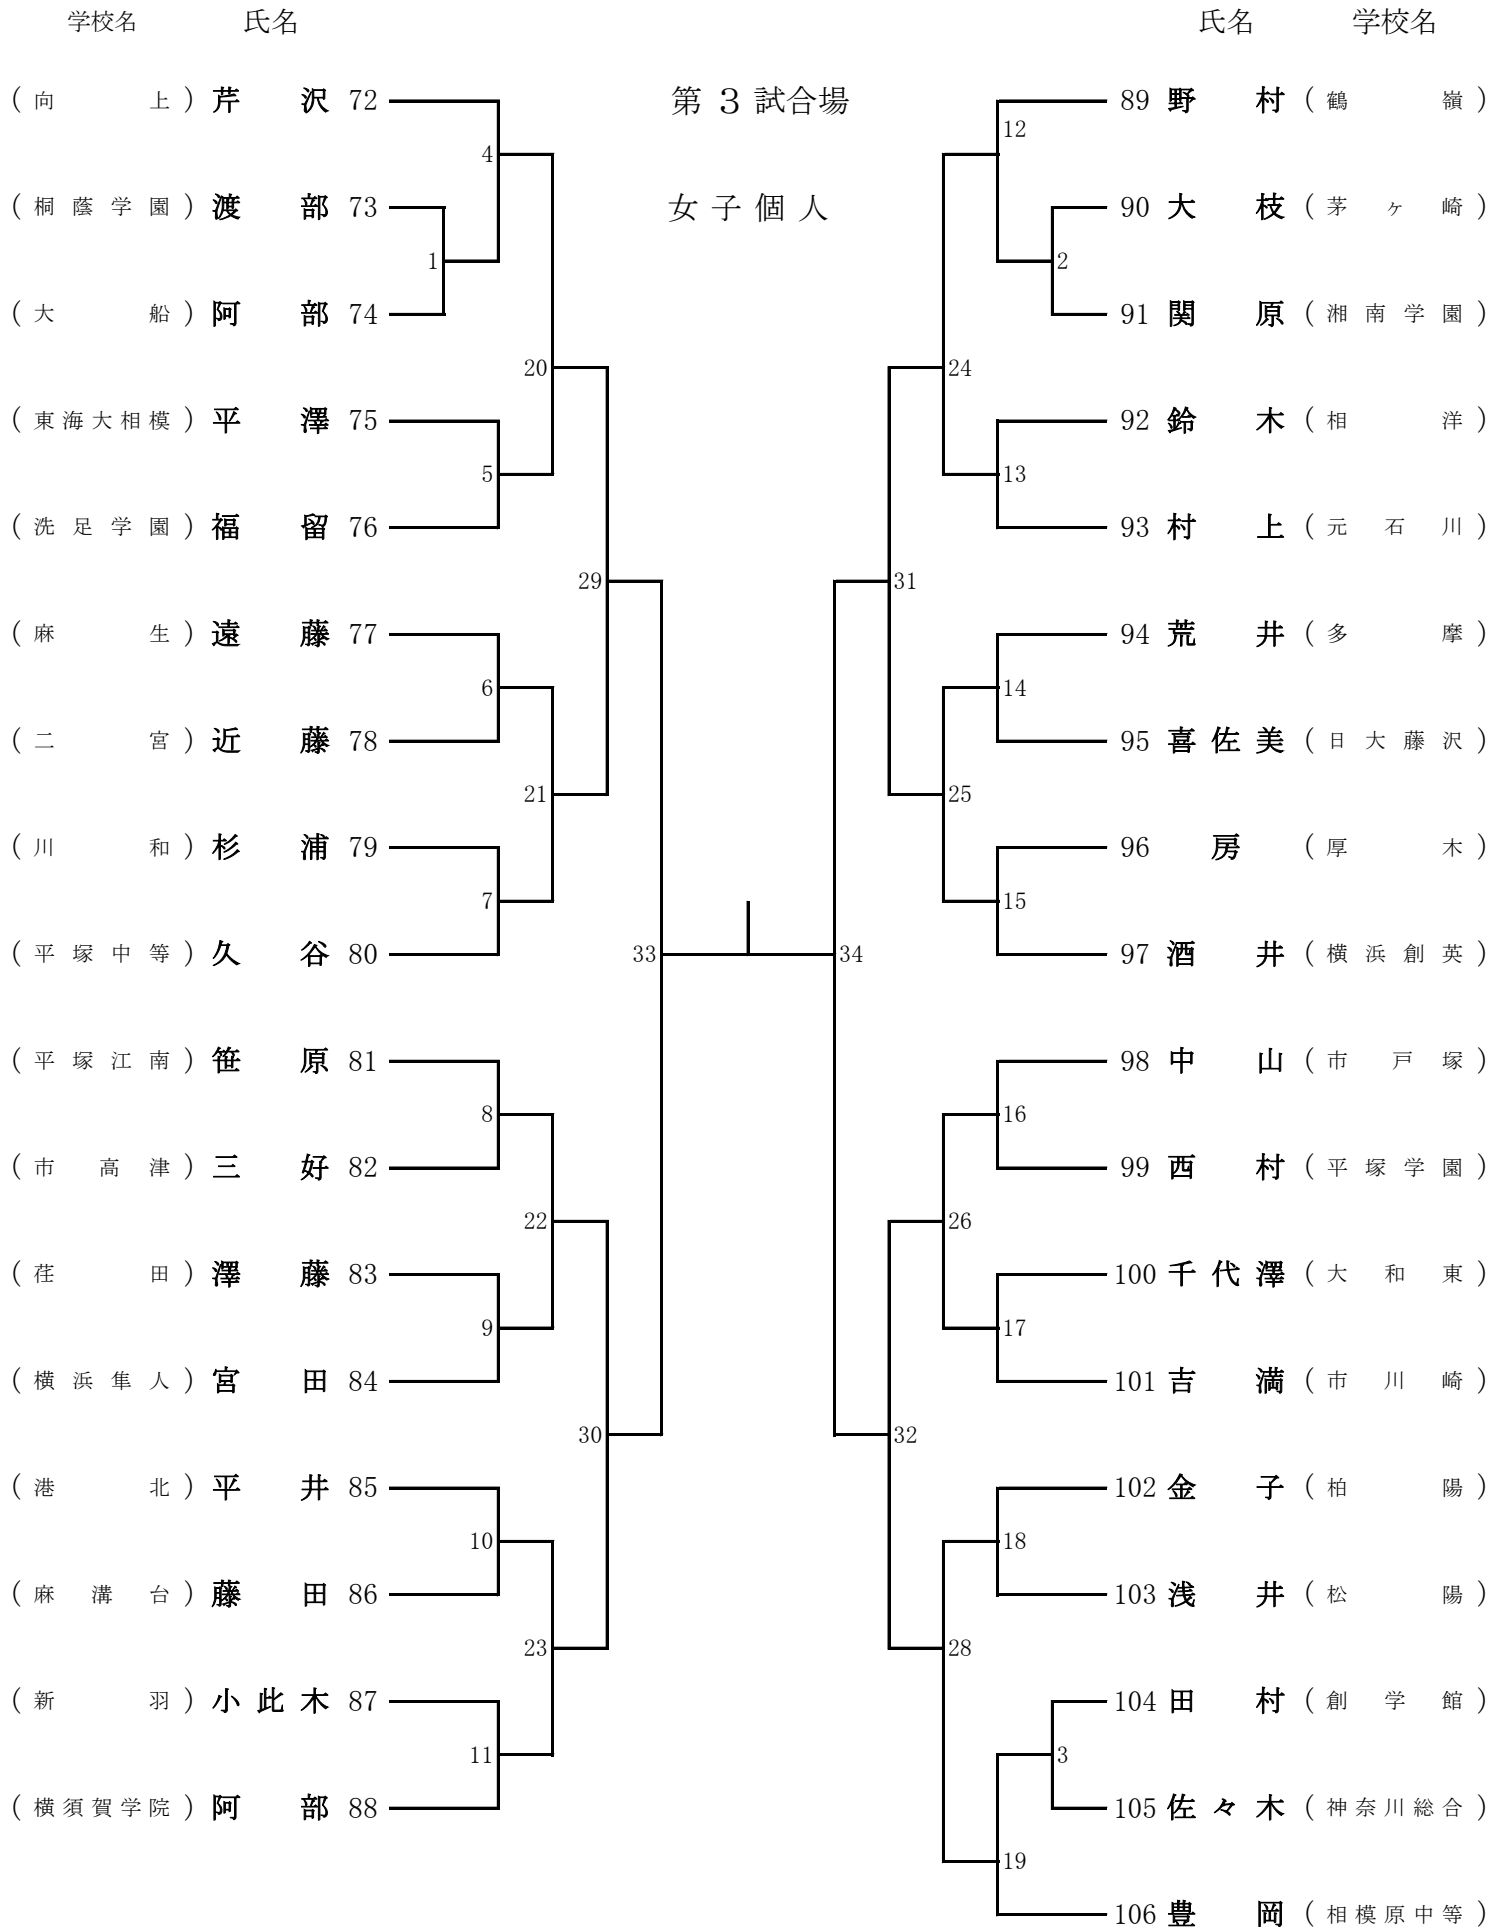 学校名 氏名 氏名 学校名
(向上) 芹沢 72 第 3 試合場 89 野村 (鶴嶺)
12
4
(桐蔭学園) 渡部 73 女子個人 90 大枝 (茅ヶ崎)
1 2
(大船) 阿部 74 91 関原 (湘南学園)
20 24
(東海大相模) 平澤 75 92 鈴木 (相洋)
5 13
(洗足学園) 福留 76 93 村上 (元石川)
29 31
(麻生) 遠藤 77 94 荒井 (多摩)
6 14
(二宮) 近藤 78 95 喜佐美 (日大藤沢)
21 25
(川和) 杉浦 79 96 房 (厚木)
7 15
(平塚中等) 久谷 80 33 34 97 酒井 (横浜創英)
(平塚江南) 笹原 81 98 中山 (市戸塚)
8 16
(市高津) 三好 82 99 西村 (平塚学園)
22 26
(荏田) 澤藤 83 100 千代澤 (大和東)
9 17
(横浜隼人) 宮田 84 101 吉満 (市川崎)
30 32
(港北) 平井 85 102 金子 (柏陽)
10 18
(麻溝台) 藤田 86 103 浅井 (松陽)
23 28
(新羽) 小此木 87 104 田村 (創学館)
11 3
(横須賀学院) 阿部 88 105 佐々木 (神奈川総合)
19
106 豊岡 (相模原中等)